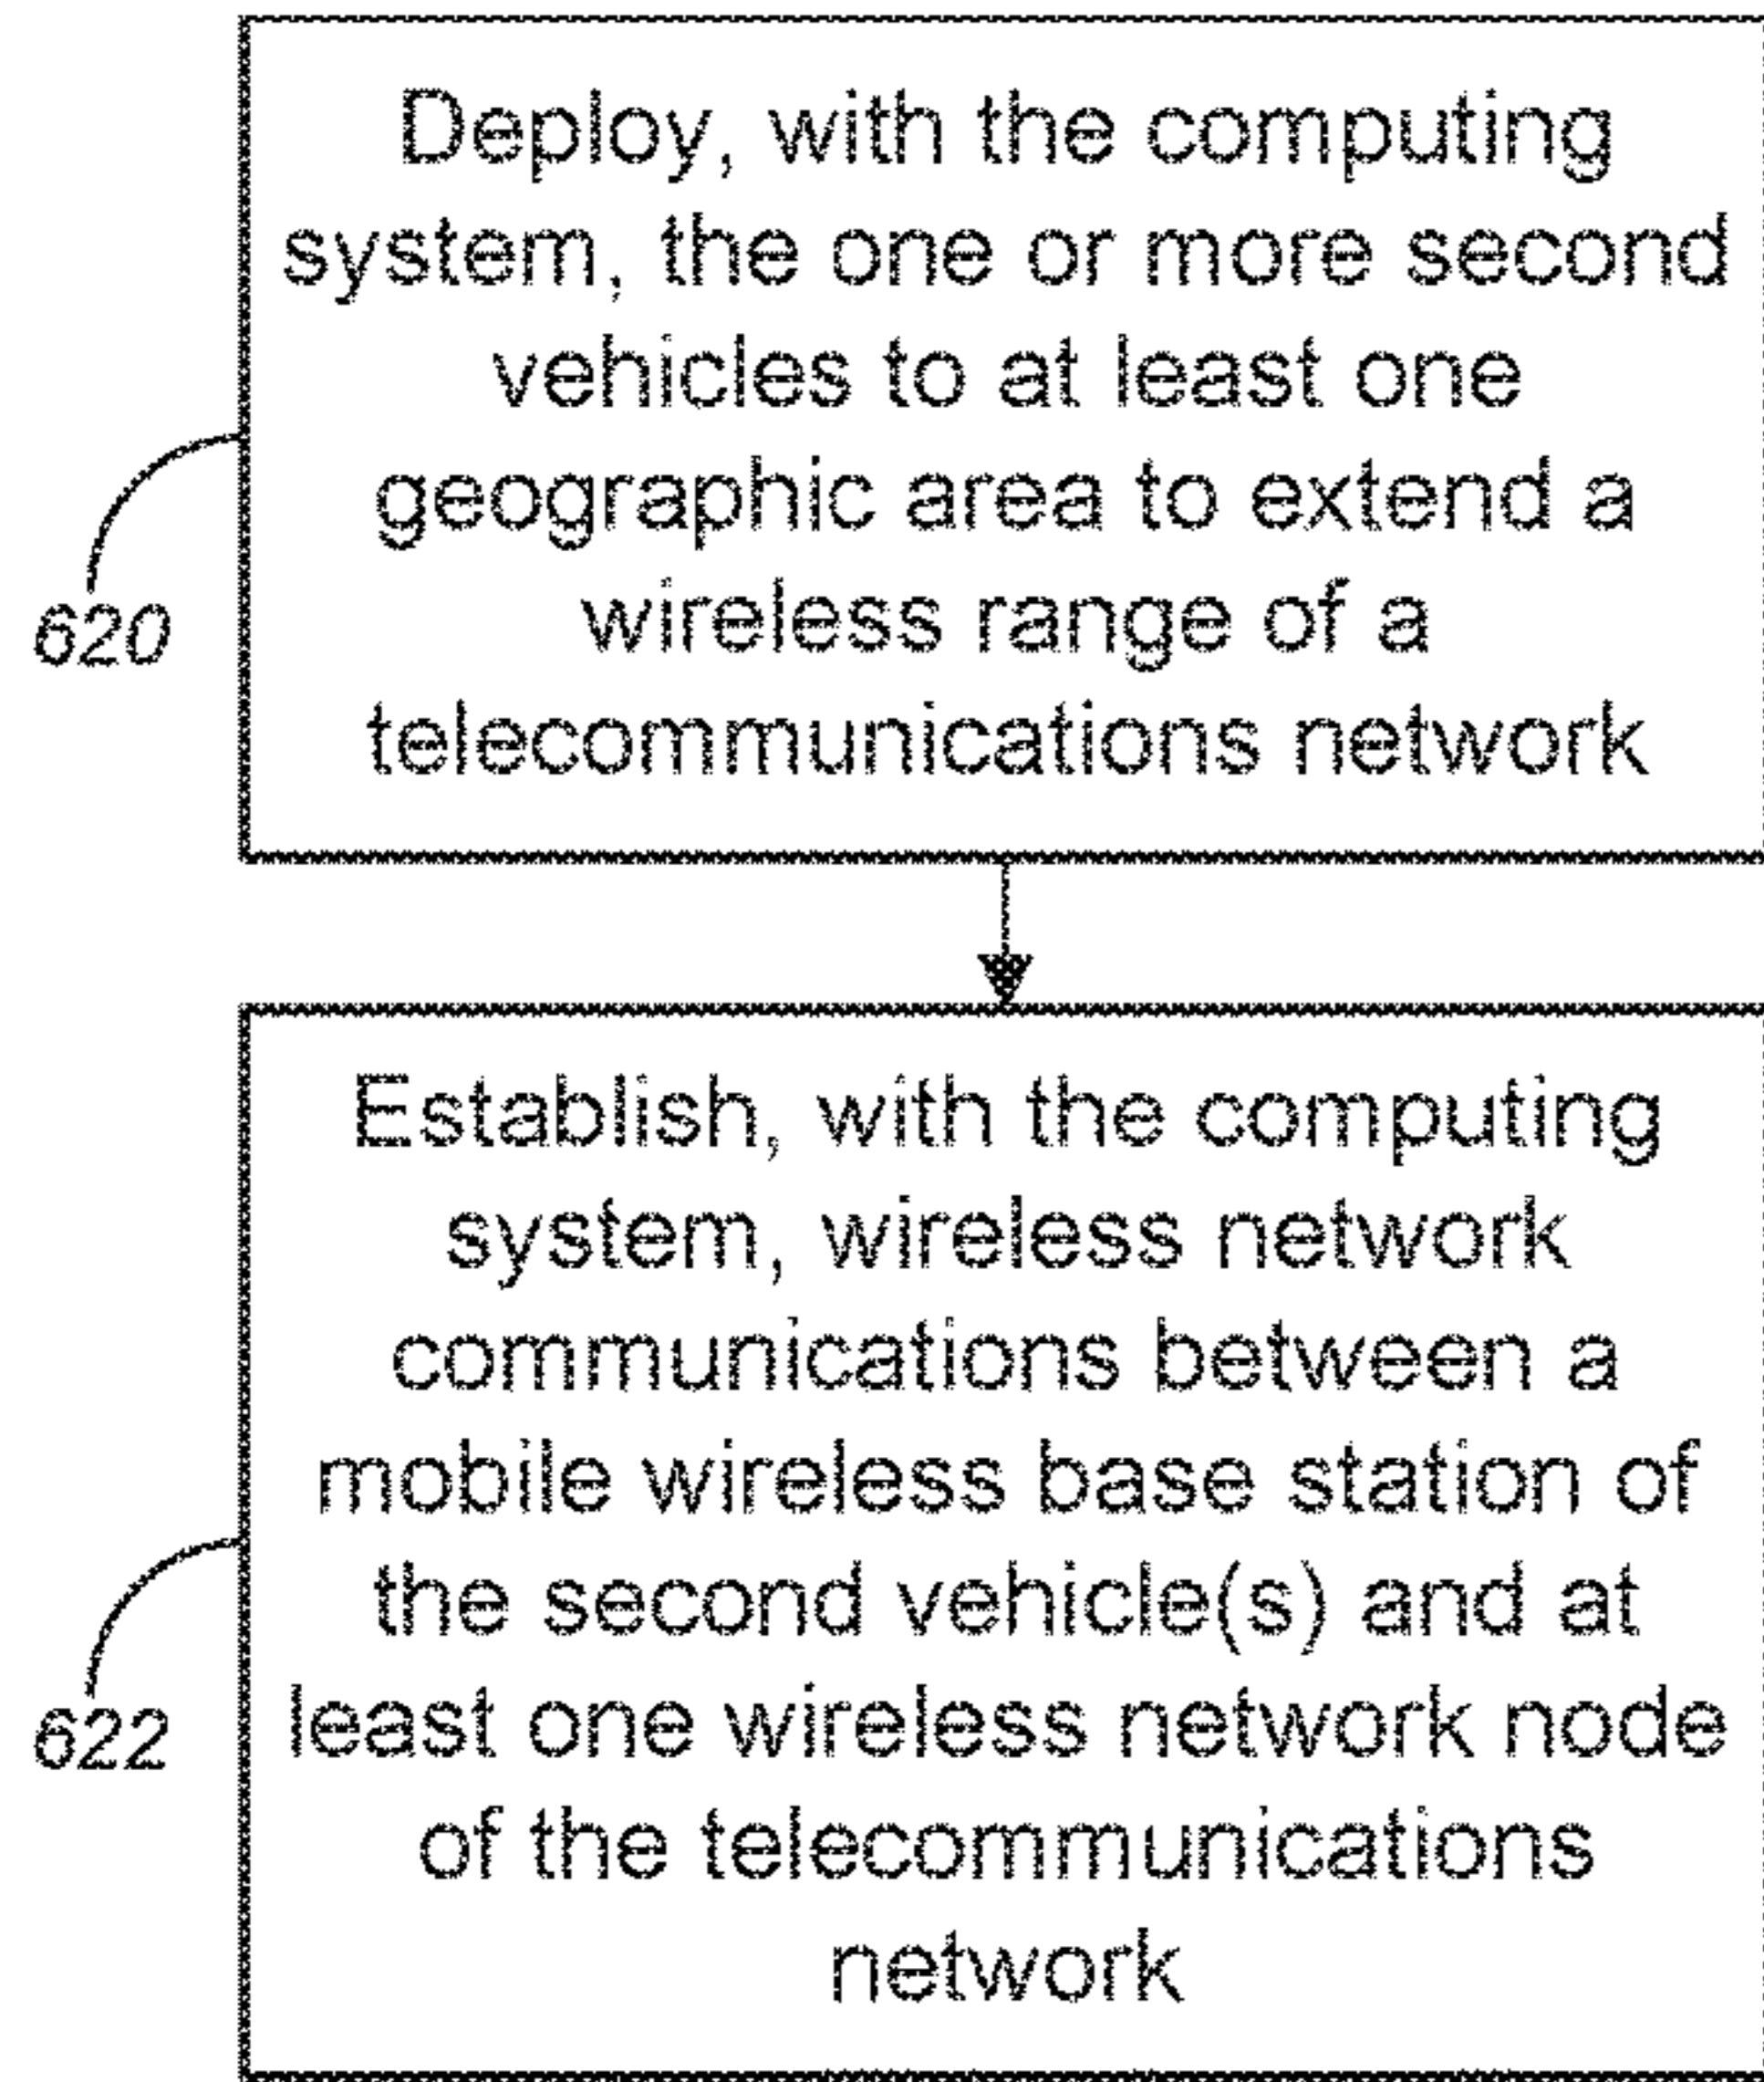 Deploy, with the computing
system, the one or more second
vehicles to at least one
geographic area to extend a
wireless range of a
telecommunications network
620
Establish, with the computing
system, wireless network
communications between a
mobile wireless base station of
the second vehicle(s) and at
least one wireless network node
of the telecommunications
network
622